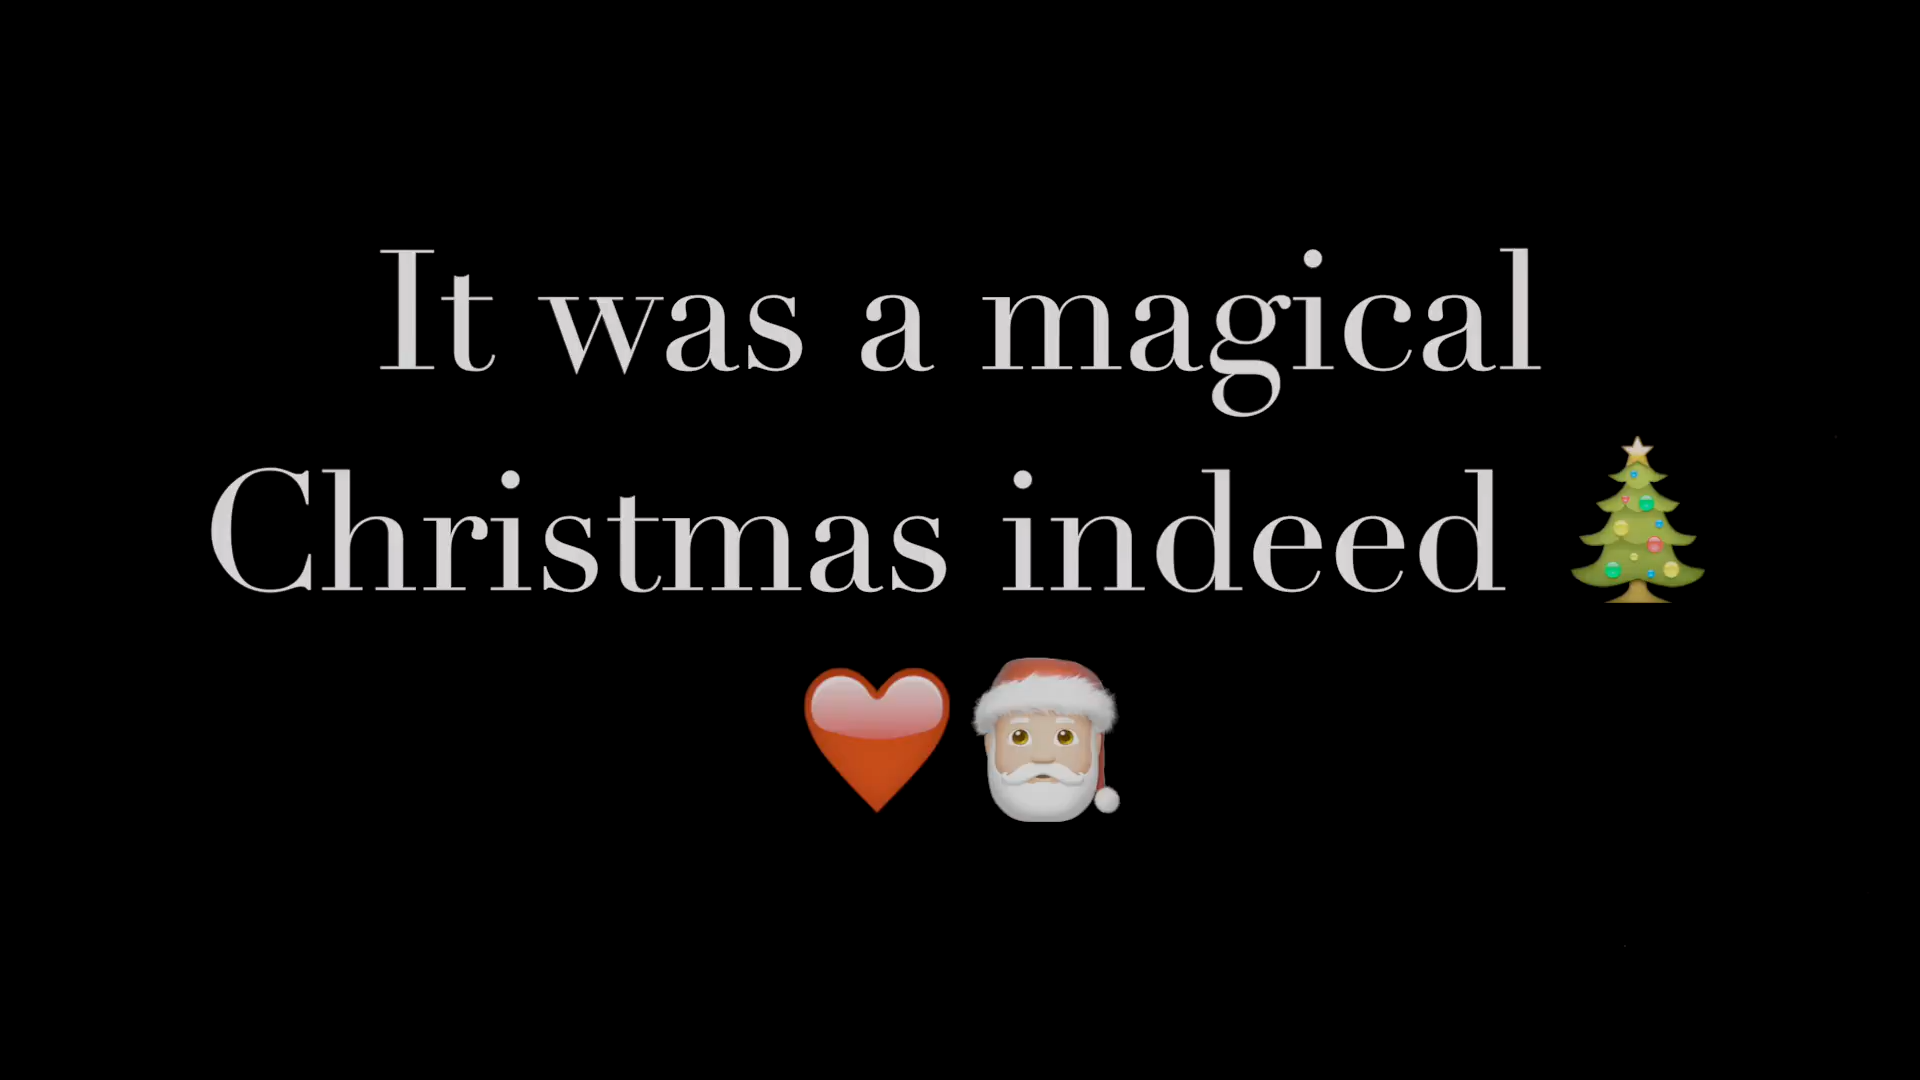 It was a magical
Christmas indeed 🎄
❤️🎅🏻